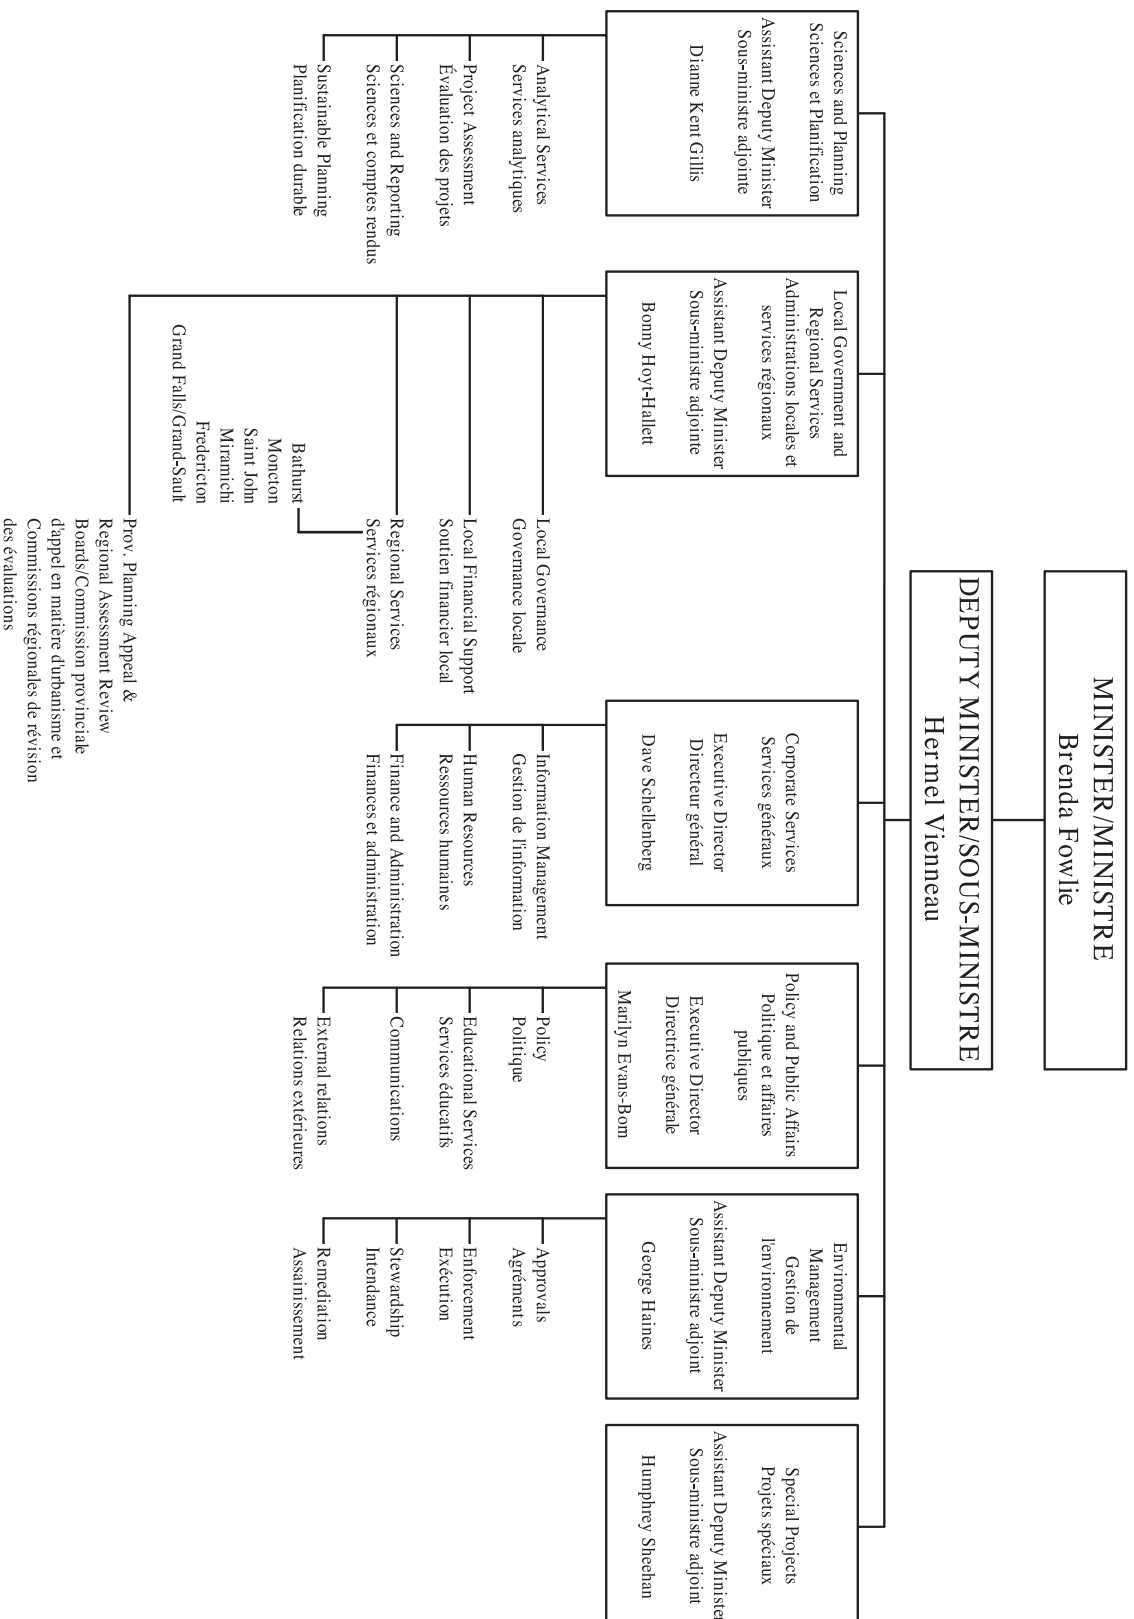 MINISTER/MINISTRE
Brenda Fowlie
DEPUTY MINISTER/SOUS-MINISTRE
Hermel Vienneau
Sciences and Planning
Sciences et Planification
Assistant Deputy Minister
Sous-ministre adjointe
Dianne Kent Gillis
Analytical Services
Services analytiques
Project Assessment
Évaluation des projets
Sciences and Reporting
Sciences et comptes rendus
Sustainable Planning
Planification durable
Local Government and
Regional Services
Administrations locales et
services régionaux
Assistant Deputy Minister
Sous-ministre adjointe
Bonny Hoyt-Hallett
Local Governance
Governance locale
Local Financial Support
Soutien financier local
Regional Services
Services régionaux
Bathurst
Moncton
Saint John
Miramichi
Fredericton
Grand Falls/Grand-Sault
Prov. Planning Appeal &
Regional Assessment Review
Boards/Commission provinciale
d'appel en matière d'urbanisme et
Commissions régionales de révision
des évaluations
Corporate Services
Services généraux
Executive Director
Directeur général
Dave Schellenberg
Information Management
Gestion de l'information
Human Resources
Ressources humaines
Finance and Administration
Finances et administration
Policy and Public Affairs
Politique et affaires
publiques
Executive Director
Directrice générale
Marilyn Evans-Born
Policy
Politique
Educational Services
Services éducatifs
Communications
External relations
Relations extérieures
Environmental
Management
Gestion de
l'environnement
Assistant Deputy Minister
Sous-ministre adjoint
George Haines
Approvals
Agréments
Enforcement
Exécution
Stewardship
Intendance
Remediation
Assainissement
Special Projects
Projets spéciaux
Assistant Deputy Minister
Sous-ministre adjoint
Humphrey Sheehan